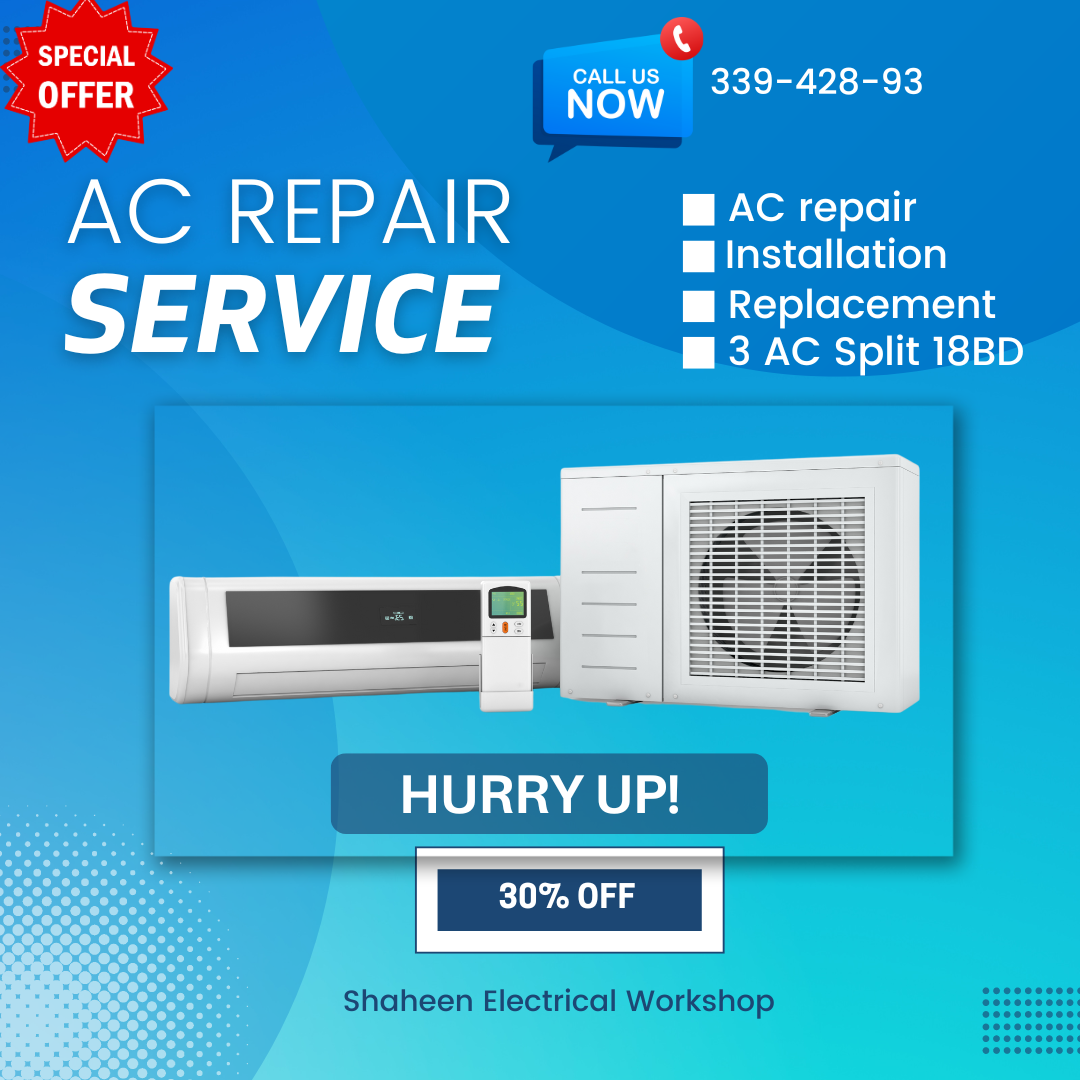 SPECIAL
OFFER
CALL US
NOW
339-428-93
AC REPAIR
SERVICE
AC repair
Installation
Replacement
3 AC Split 18BD
HURRY UP!
30% OFF
Shaheen Electrical Workshop